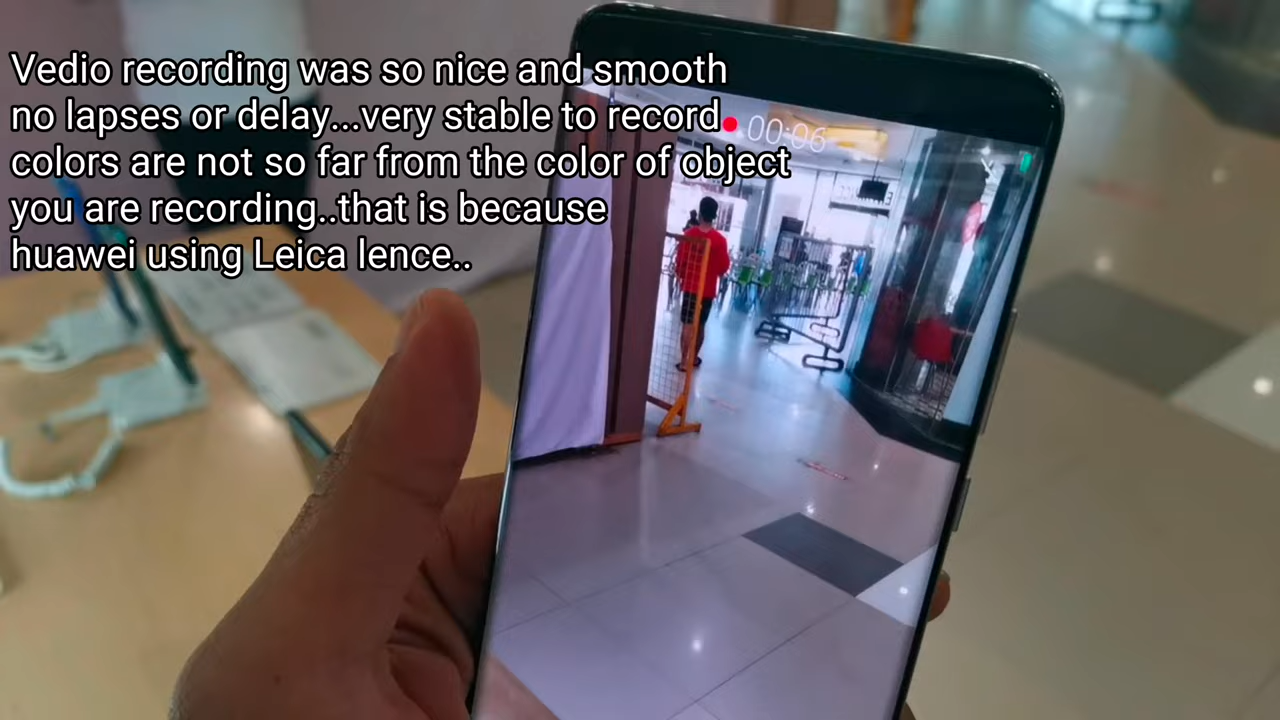 Vedio recording was so nice and smooth
no lapses or delay...very stable to record
00:06
colors are not so far from the color of object
you are recording..that is because
huawei using Leica lence..